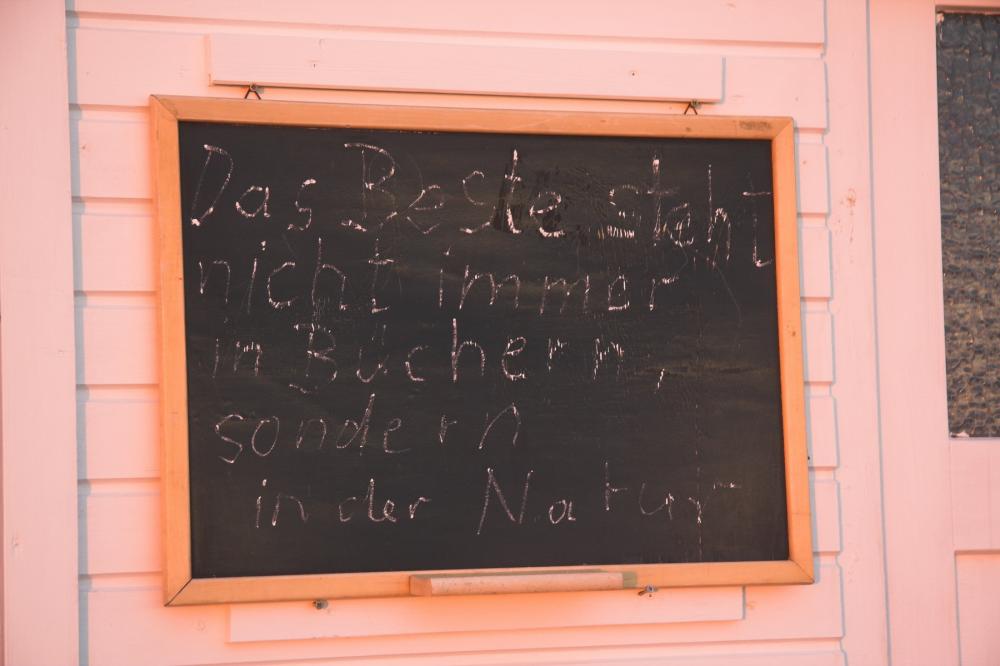 Das Beste steht
nicht immer
in Büchern,
sondern
in der Natur